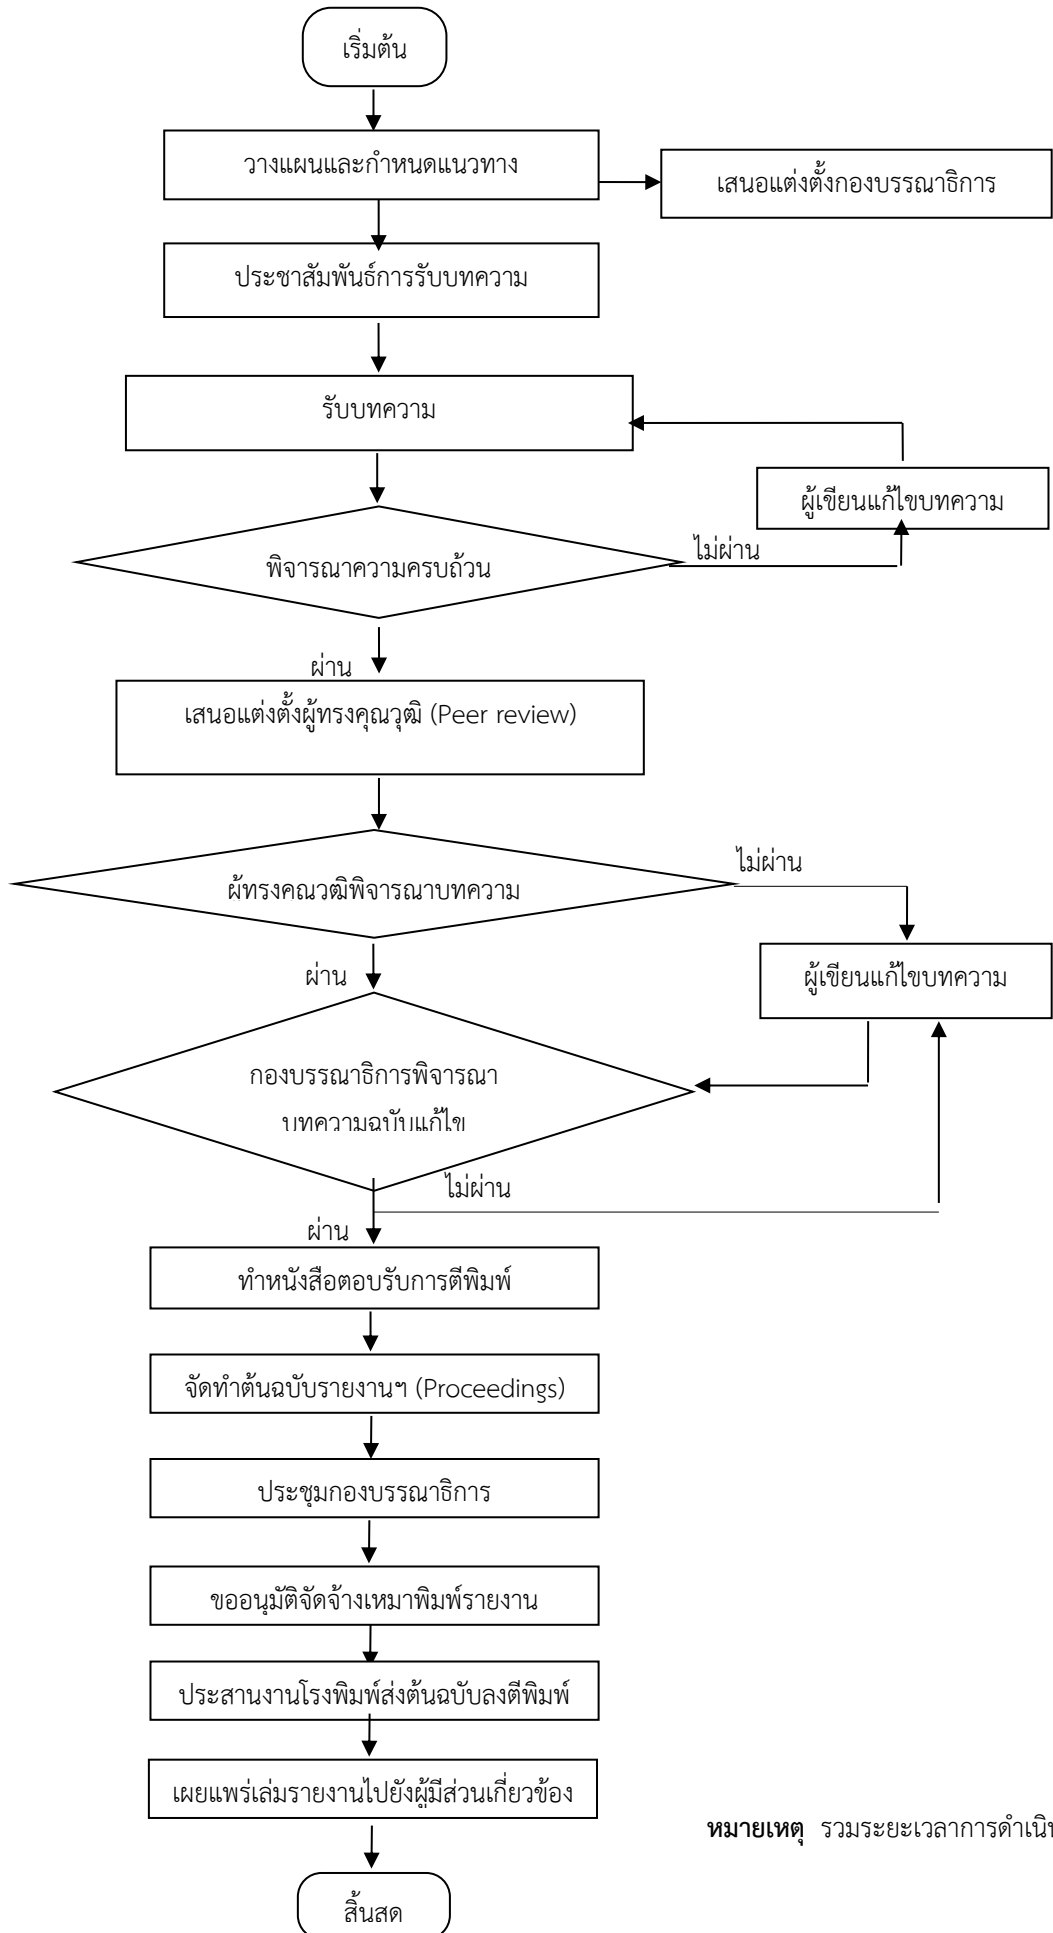 เริ่มต้น
วางแผนและกำหนดแนวทาง
เสนอแต่งตั้งกองบรรณาธิการ
ประชาสัมพันธ์การรับบทความ
รับบทความ
ผู้เขียนแก้ไขบทความ
ไม่ผ่าน
พิจารณาความครบถ้วน
ผ่าน
เสนอแต่งตั้งผู้ทรงคุณวุฒิ (Peer review)
ไม่ผ่าน
ผู้ทรงคุณวุฒิพิจารณาบทความ
ผ่าน
ผู้เขียนแก้ไขบทความ
กองบรรณาธิการพิจารณา
บทความฉบับแก้ไข
ไม่ผ่าน
ผ่าน
ทำหนังสือตอบรับการตีพิมพ์
จัดทำต้นฉบับรายงานฯ (Proceedings)
ประชุมกองบรรณาธิการ
ขออนุมัติจัดจ้างเหมาพิมพ์รายงาน
ประสานงานโรงพิมพ์ส่งต้นฉบับลงตีพิมพ์
เผยแพร่เล่มรายงานไปยังผู้มีส่วนเกี่ยวข้อง
หมายเหตุ รวมระยะเวลาการดำเนิน
สิ้นสุด